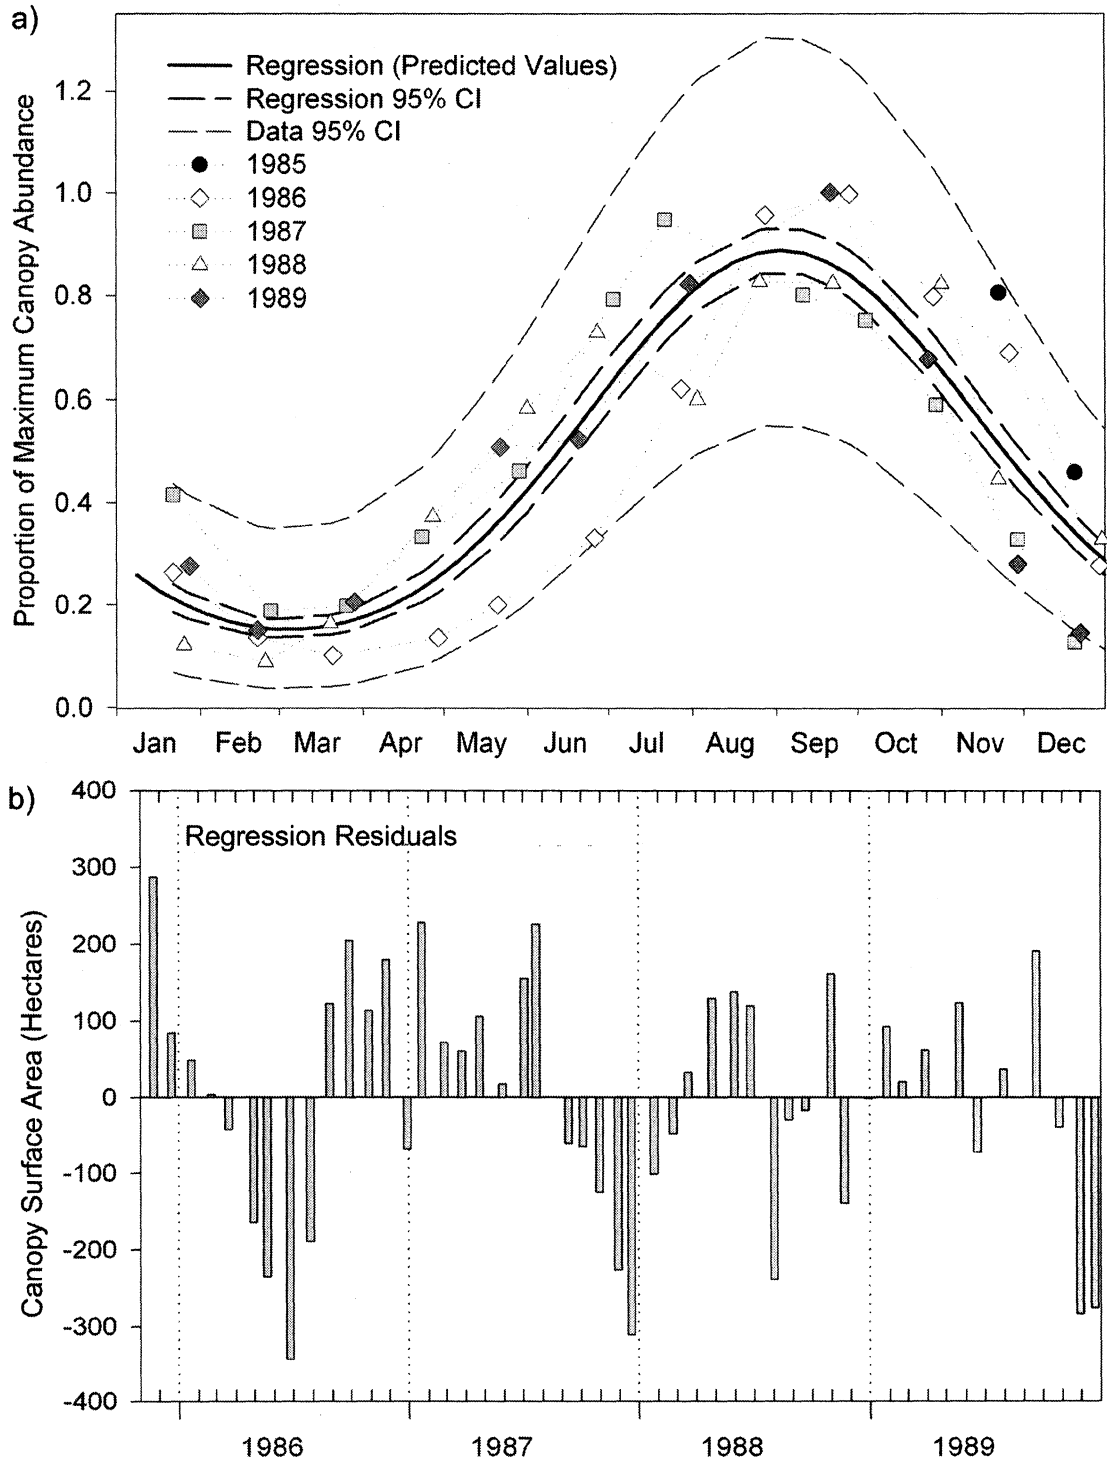 a)
Proportion of Maximum Canopy Abundance
Regression (Predicted Values)
Regression 95% CI
Data 95% CI
1985
1986
1987
1988
1989
1.2
1.0
0.8
0.6
0.4
0.2
0.0
Jan Feb Mar Apr May Jun Jul Aug Sep Oct Nov Dec
b)
Canopy Surface Area (Hectares)
Regression Residuals
400
300
200
100
0
-100
-200
-300
-400
1986 1987 1988 1989